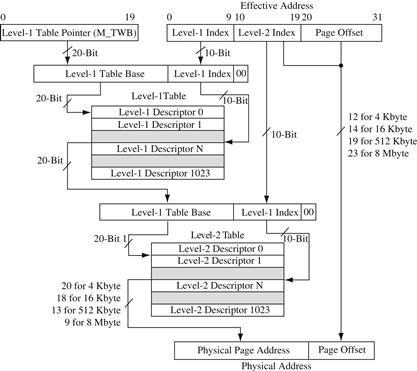 Effective Address
0 19 0 9 10 19 20 31
Level-1 Table Pointer (M_TWB) Level-1 Index Level-2 Index Page Offset
20-Bit 10-Bit
Level-1 Table Base Level-1 Index 00
20-Bit Level-1Table 10-Bit
Level-1 Descriptor 0
Level-1 Descriptor 1
12 for 4 Kbyte
14 for 16 Kbyte
19 for 512 Kbyte
23 for 8 Mbyte
10-Bit
20-Bit Level-1 Descriptor N
Level-1 Descriptor 1023
Level-1 Table Base Level-1 Index 00
20-Bit 1 Level-2 Table 10-Bit
Level-2 Descriptor 0
Level-2 Descriptor 1
20 for 4 Kbyte
18 for 16 Kbyte
13 for 512 Kbyte
9 for 8 Mbyte
Level-2 Descriptor N
Level-2 Descriptor 1023
Physical Page Address Page Offset
Physical Address